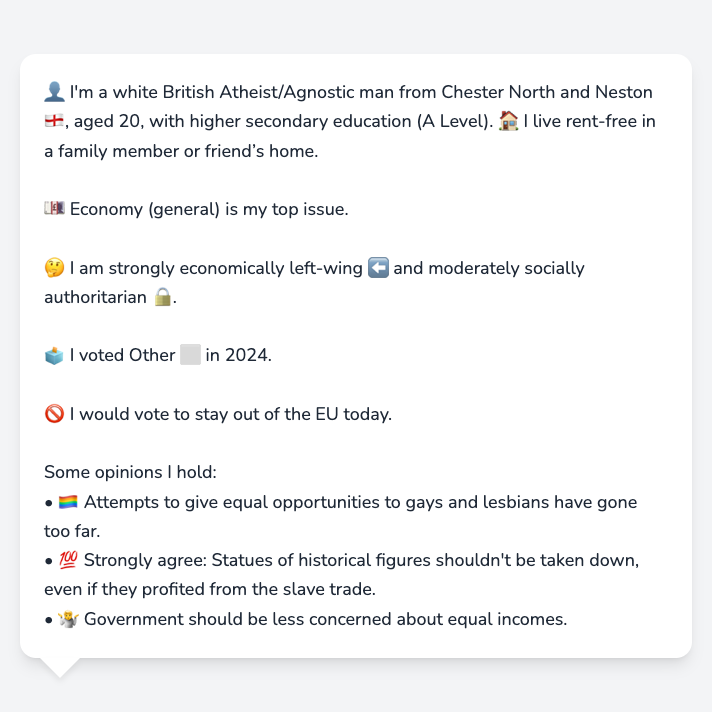 👤 I'm a white British Atheist/Agnostic man from Chester North and Neston
🏴󠁧󠁢󠁥󠁮󠁧󠁿, aged 20, with higher secondary education (A Level). 🏠 I live rent-free in
a family member or friend’s home.
💷 Economy (general) is my top issue.
🤔 I am strongly economically left-wing ⬅️ and moderately socially
authoritarian 🔒.
🗳️ I voted Other ⬜ in 2024.
🚫 I would vote to stay out of the EU today.
Some opinions I hold:
• 🏳️‍🌈 Attempts to give equal opportunities to gays and lesbians have gone
too far.
• 💯 Strongly agree: Statues of historical figures shouldn't be taken down,
even if they profited from the slave trade.
• 🤷 Government should be less concerned about equal incomes.